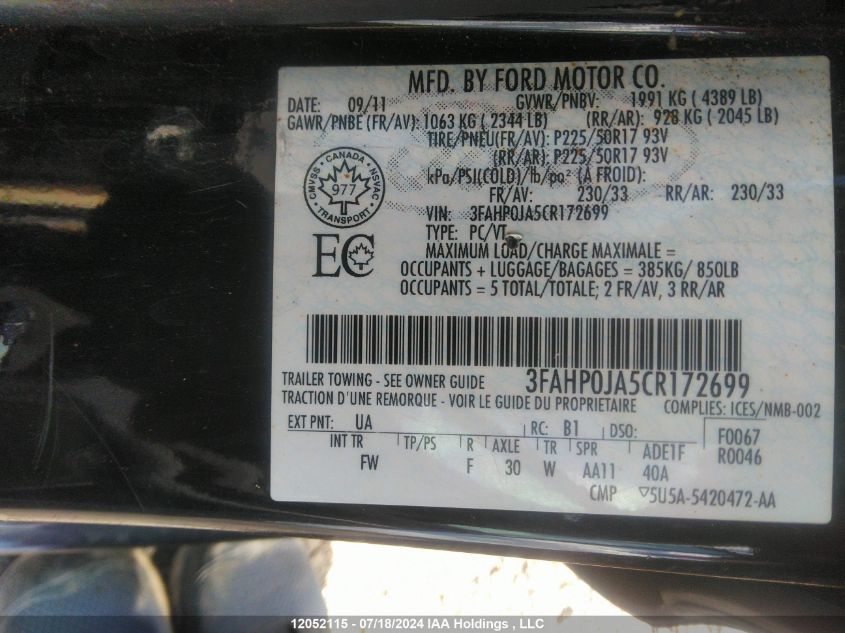 MFD. BY FORD MOTOR CO.
DATE: 09/11 GVWR/PNBV: 1991 KG ( 4389 LB)
GAWR/PNBE (FR/AV): 1063 KG ( 2344 LB) (RR/AR): 928 KG ( 2045 LB)
TIRE/PNEU(FR/AV): P225/50R17 93V
(RR/AR): P225/50R17 93V
kPa/PSI(COLD)/lb/po² (À FROID):
FR/AV: 230/33 RR/AR: 230/33
VIN: 3FAHP0JA5CR172699
TYPE: PC/VT
CMVSS CANADA NSVAC
977
TRANSPORT
EC
MAXIMUM LOAD/CHARGE MAXIMALE =
OCCUPANTS + LUGGAGE/BAGAGES = 385KG/ 850LB
OCCUPANTS = 5 TOTAL/TOTALE; 2 FR/AV, 3 RR/AR
3FAHP0JA5CR172699
TRAILER TOWING - SEE OWNER GUIDE
TRACTION D'UNE REMORQUE - VOIR LE GUIDE DU PROPRIETAIRE COMPLIES: ICES/NMB-002
EXT PNT: UA RC: B1 DSO: F0067
INT TR TP/PS R AXLE TR SPR ADE1F R0046
FW F 30 W AA11 40A
CMP ▽5U5A-5420472-AA
12052115 - 07/18/2024 IAA Holdings , LLC